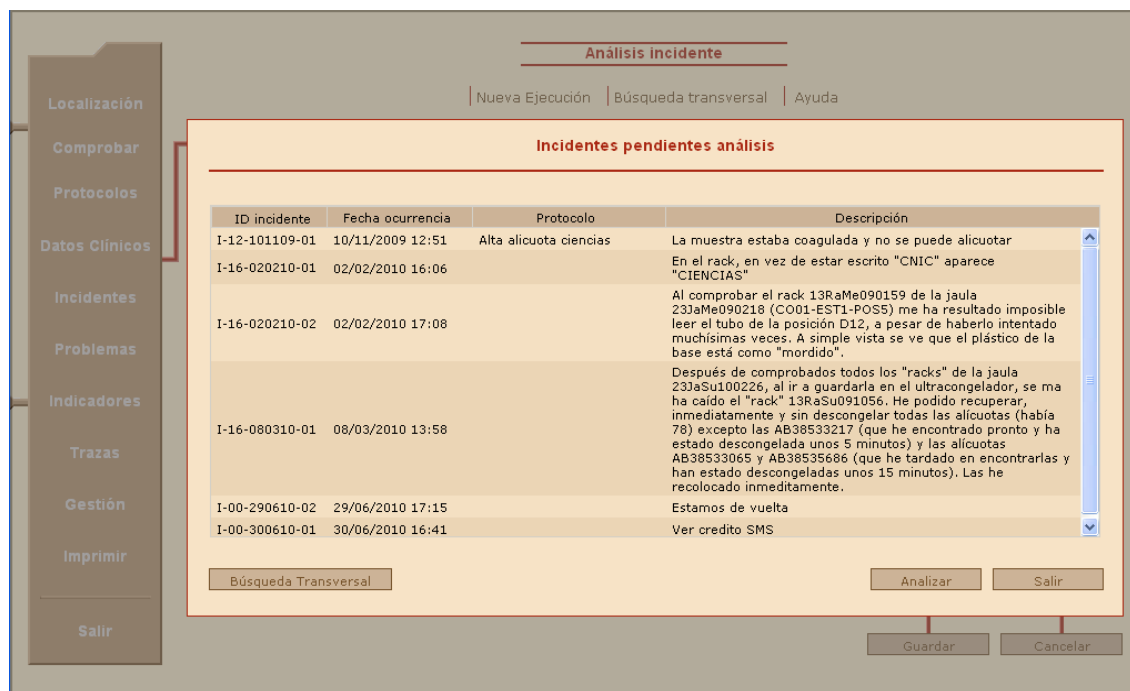 Análisis incidente
Nueva Ejecución Búsqueda transversal Ayuda
Localización
Comprobar
Protocolos
Datos Clínicos
Incidentes
Problemas
Indicadores
Trazas
Gestión
Imprimir
Salir
Incidentes pendientes análisis
ID incidente Fecha ocurrencia Protocolo Descripción
I-12-101109-01 10/11/2009 12:51 Alta alicuota ciencias La muestra estaba coagulada y no se puede alicuotar
I-16-020210-01 02/02/2010 16:06 En el rack, en vez de estar escrito "CNIC" aparece
"CIENCIAS"
I-16-020210-02 02/02/2010 17:08 Al comprobar el rack 13RaMe090159 de la jaula
23JaMe090218 (CO01-EST1-POS5) me ha resultado imposible
leer el tubo de la posición D12, a pesar de haberlo intentado
muchísimas veces. A simple vista se ve que el plástico de la
base está como "mordido".
I-16-080310-01 08/03/2010 13:58 Después de comprobados todos los "racks" de la jaula
23JaSu100226, al ir a guardarla en el ultracongelador, se ma
ha caído el "rack" 13RaSu091056. He podido recuperar,
inmediatamente y sin descongelar todas las alícuotas (había
78) excepto las AB38533217 (que he encontrado pronto y ha
estado descongelada unos 5 minutos) y las alícuotas
AB38533065 y AB38535686 (que he tardado en encontrarlas y
han estado descongeladas unos 15 minutos). Las he
recolocado inmeditamente.
I-00-290610-02 29/06/2010 17:15 Estamos de vuelta
I-00-300610-01 30/06/2010 16:41 Ver credito SMS
Búsqueda Transversal Analizar Salir
Guardar Cancelar